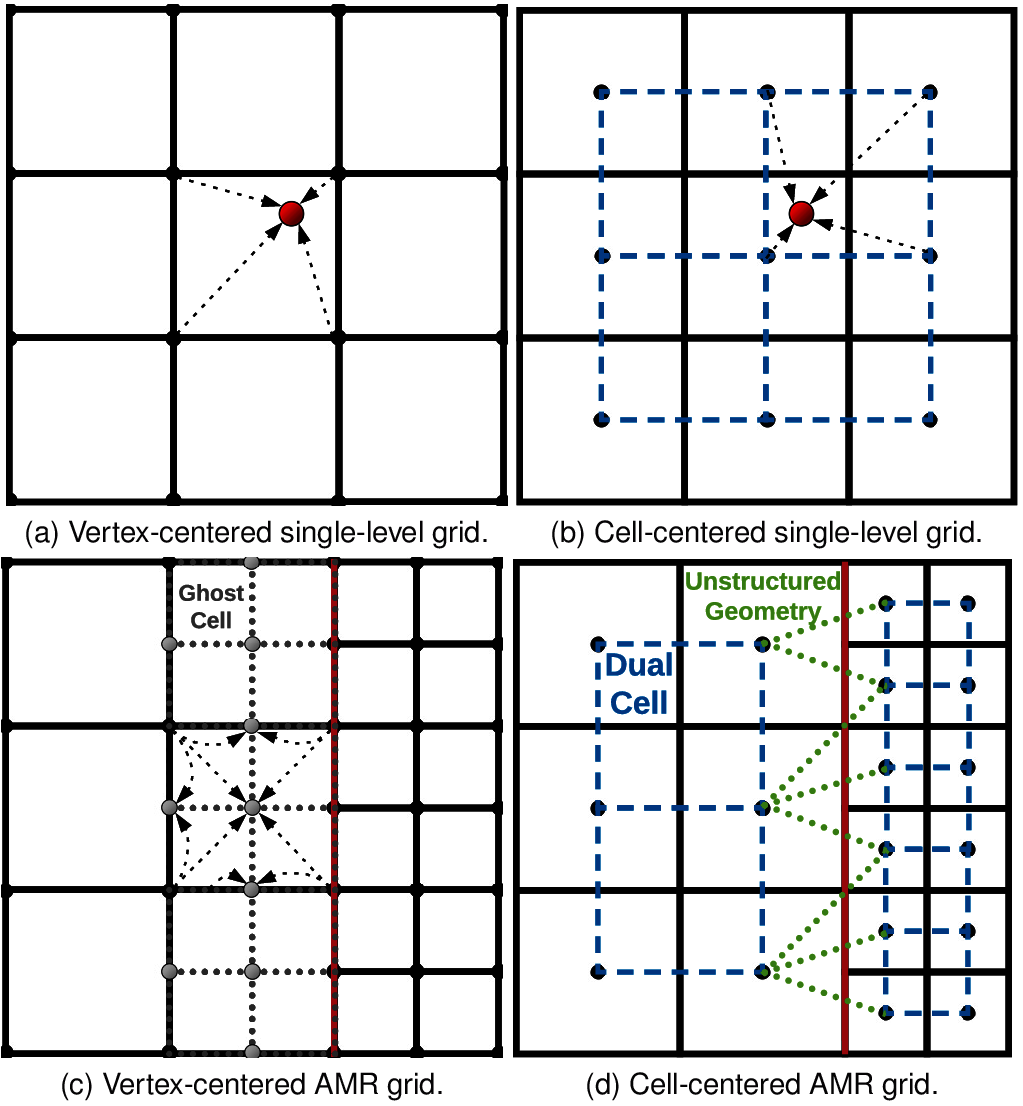 (a) Vertex-centered single-level grid.
(b) Cell-centered single-level grid.
Ghost
Cell
(c) Vertex-centered AMR grid.
Unstructured
Geometry
Dual
Cell
(d) Cell-centered AMR grid.